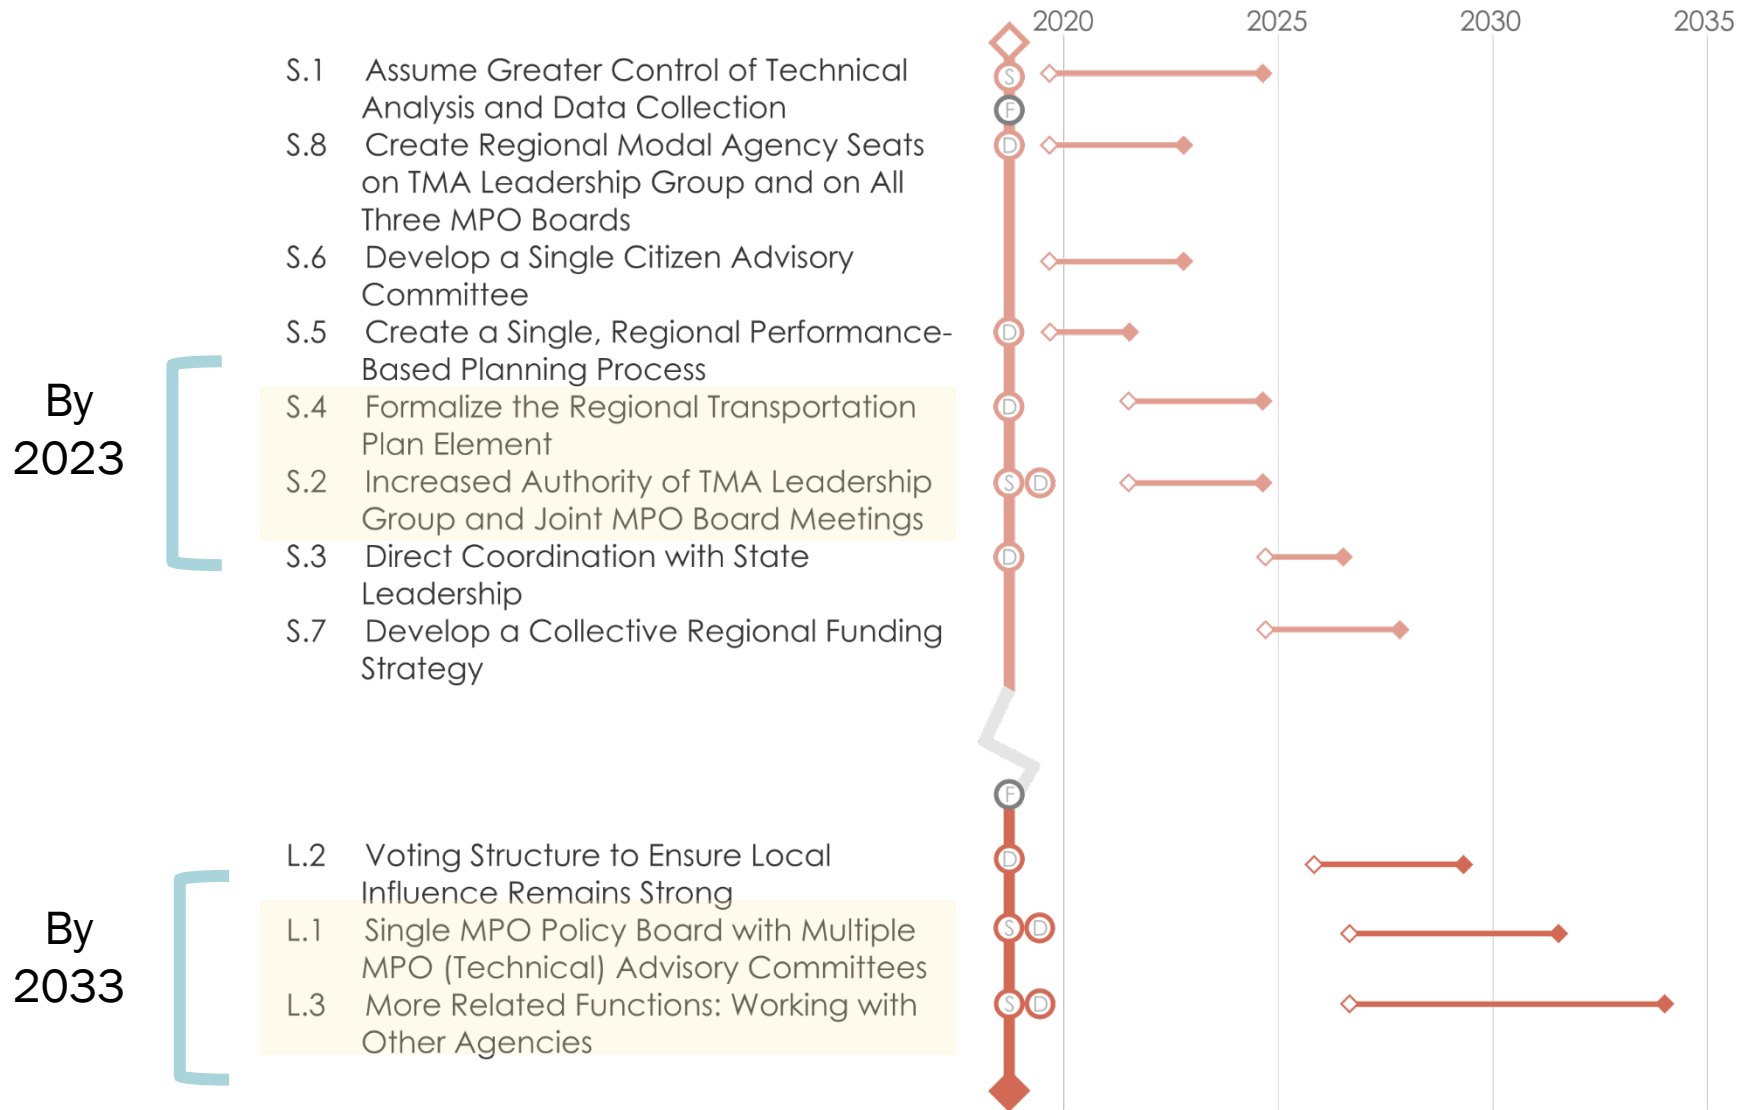 2020 2025 2030 2035
S.1 Assume Greater Control of Technical
Analysis and Data Collection
S
F
S.8 Create Regional Modal Agency Seats
on TMA Leadership Group and on All
Three MPO Boards
D
S.6 Develop a Single Citizen Advisory
Committee
S.5 Create a Single, Regional Performance-
Based Planning Process
D
By
2023
S.4 Formalize the Regional Transportation
Plan Element
D
S.2 Increased Authority of TMA Leadership
Group and Joint MPO Board Meetings
S D
S.3 Direct Coordination with State
Leadership
D
S.7 Develop a Collective Regional Funding
Strategy
F
L.2 Voting Structure to Ensure Local
Influence Remains Strong
D
By
2033
L.1 Single MPO Policy Board with Multiple
MPO (Technical) Advisory Committees
S D
L.3 More Related Functions: Working with
Other Agencies
S D